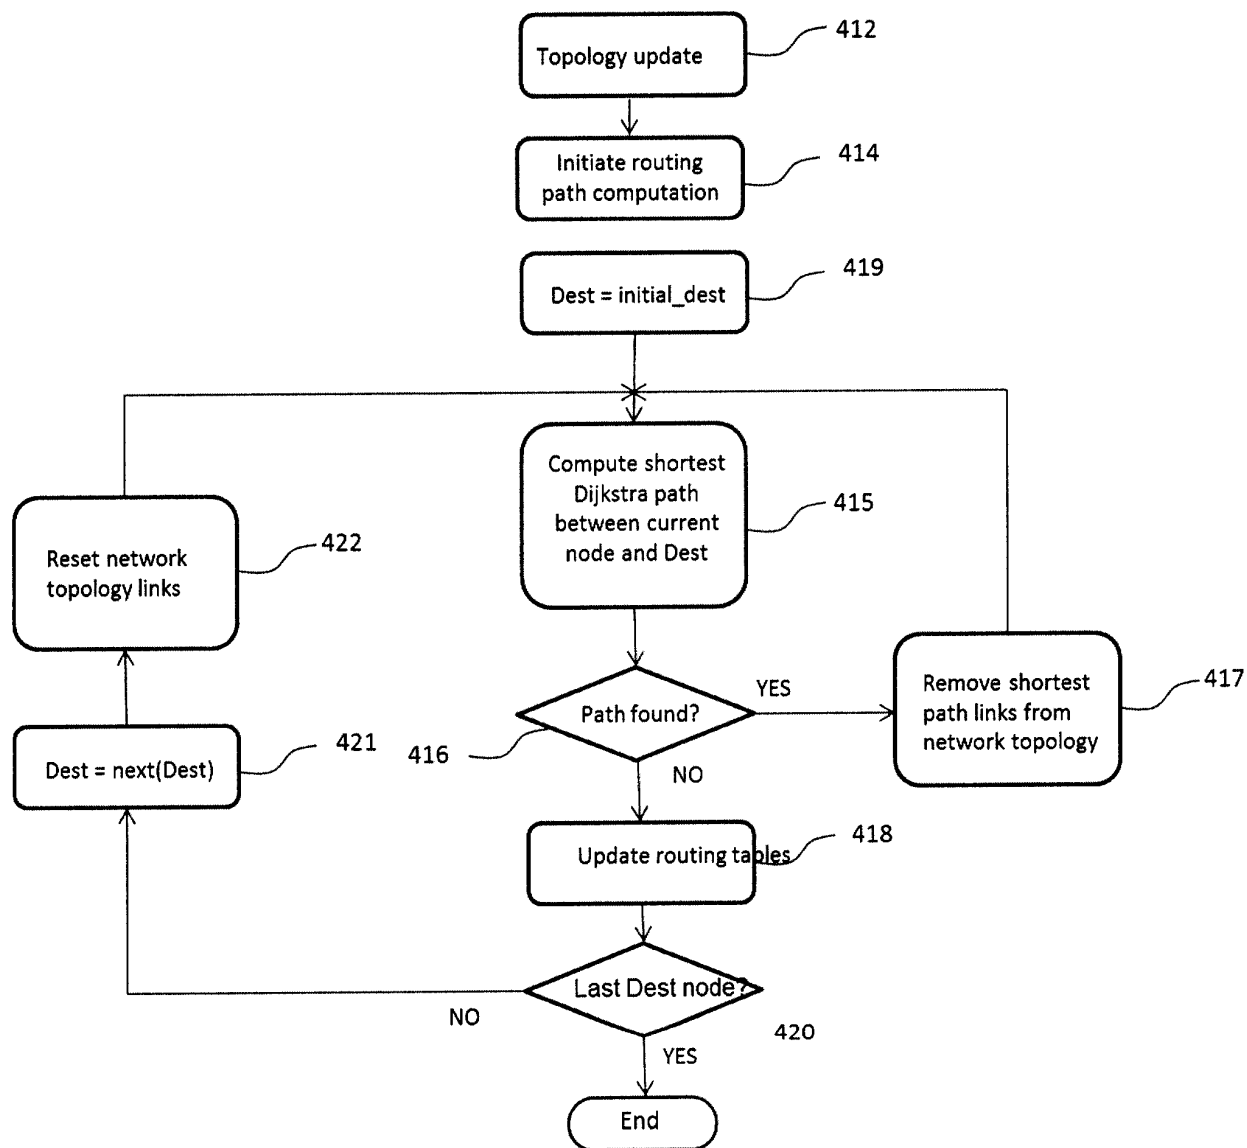 412
Topology update
414
Initiate routing
path computation
419
Dest = initial_dest
Compute shortest
Dijkstra path
between current
node and Dest
415
422
Reset network
topology links
YES
Remove shortest
path links from
network topology
417
Path found?
416
NO
421
Dest = next(Dest)
418
Update routing tables
Last Dest node?
NO
420
YES
End